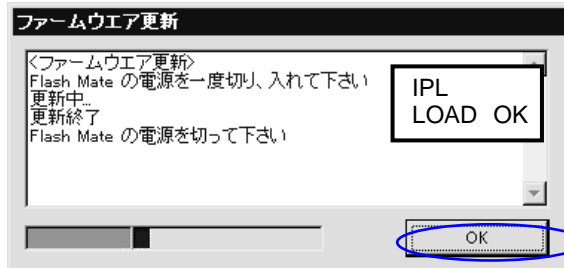 ファームウエア更新
<ファームウエア更新>
Flash Mate の電源を一度切り、入れて下さい
更新中...
更新終了
Flash Mate の電源を切って下さい
IPL
LOAD OK
OK